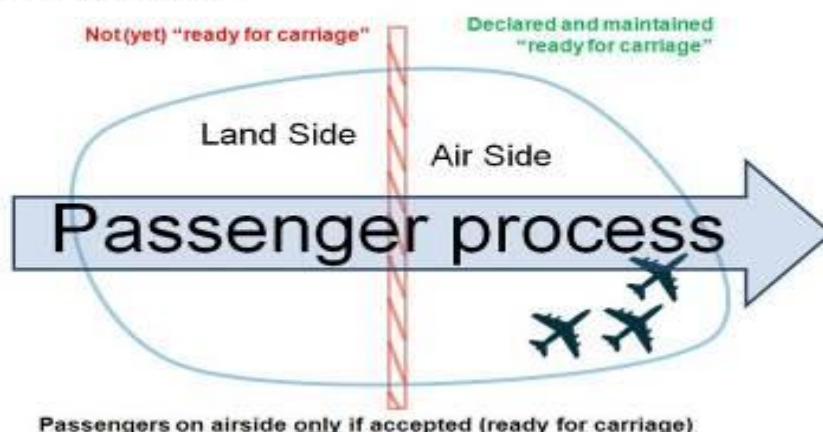 Not (yet) "ready for carriage"
Declared and maintained
"ready for carriage"
Land Side
Air Side
Passenger process
Passengers on airside only if accepted (ready for carriage)